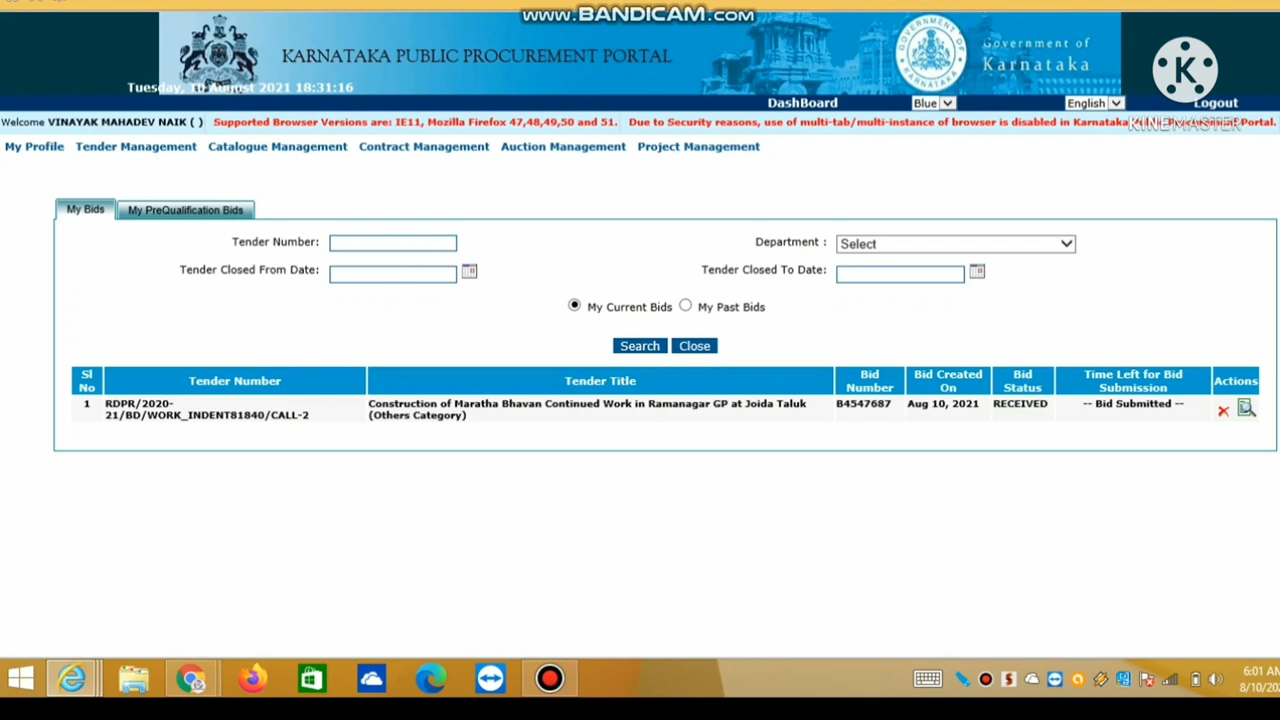 www.BANDICAM.com
KARNATAKA PUBLIC PROCUREMENT PORTAL
GOVERNMENT OF KARNATAKA
Government of
Karnataka
K
KINEMASTER
Tuesday, 10 August 2021 18:31:16
DashBoard Blue English Logout
Welcome VINAYAK MAHADEV NAIK ( ) Supported Browser Versions are: IE11, Mozilla Firefox 47,48,49,50 and 51. Due to Security reasons, use of multi-tab/multi-instance of browser is disabled in Karnataka Portal.
My Profile Tender Management Catalogue Management Contract Management Auction Management Project Management
My Bids My PreQualification Bids
Tender Number: Department : Select
Tender Closed From Date: Tender Closed To Date:
My Current Bids My Past Bids
Search Close
Sl No Tender Number Tender Title Bid Number Bid Created On Bid Status Time Left for Bid Submission Actions
1 RDPR/2020-21/BD/WORK_INDENT81840/CALL-2 Construction of Maratha Bhavan Continued Work in Ramanagar GP at Joida Taluk (Others Category) B4547687 Aug 10, 2021 RECEIVED -- Bid Submitted --
6:01 AM